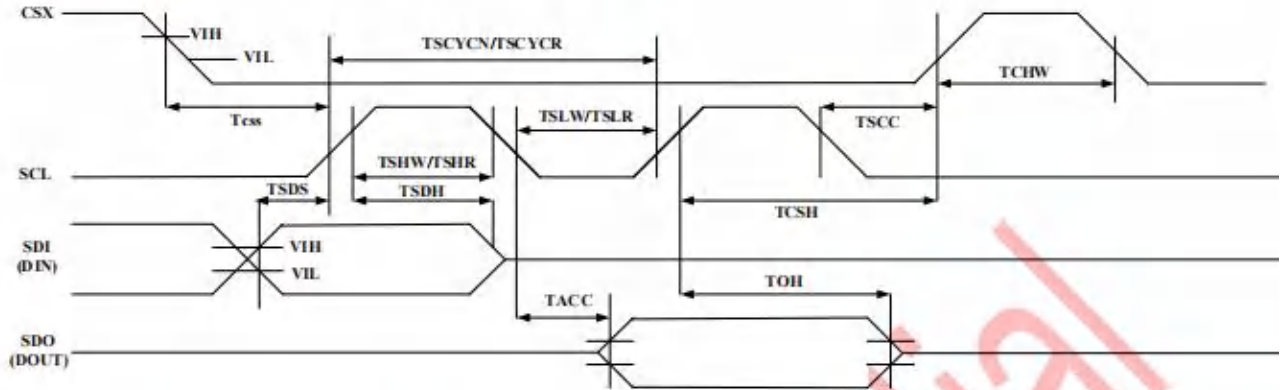 CSX
VIH
VIL
TSCYCN/TSCYCR
TCHW
Tcss
TSLW/TSLR
TSCC
SCL
TSHW/TSHR
TSDS
TSDH
TCSH
SDI
(DIN)
VIH
VIL
TACC
TOH
SDO
(DOUT)